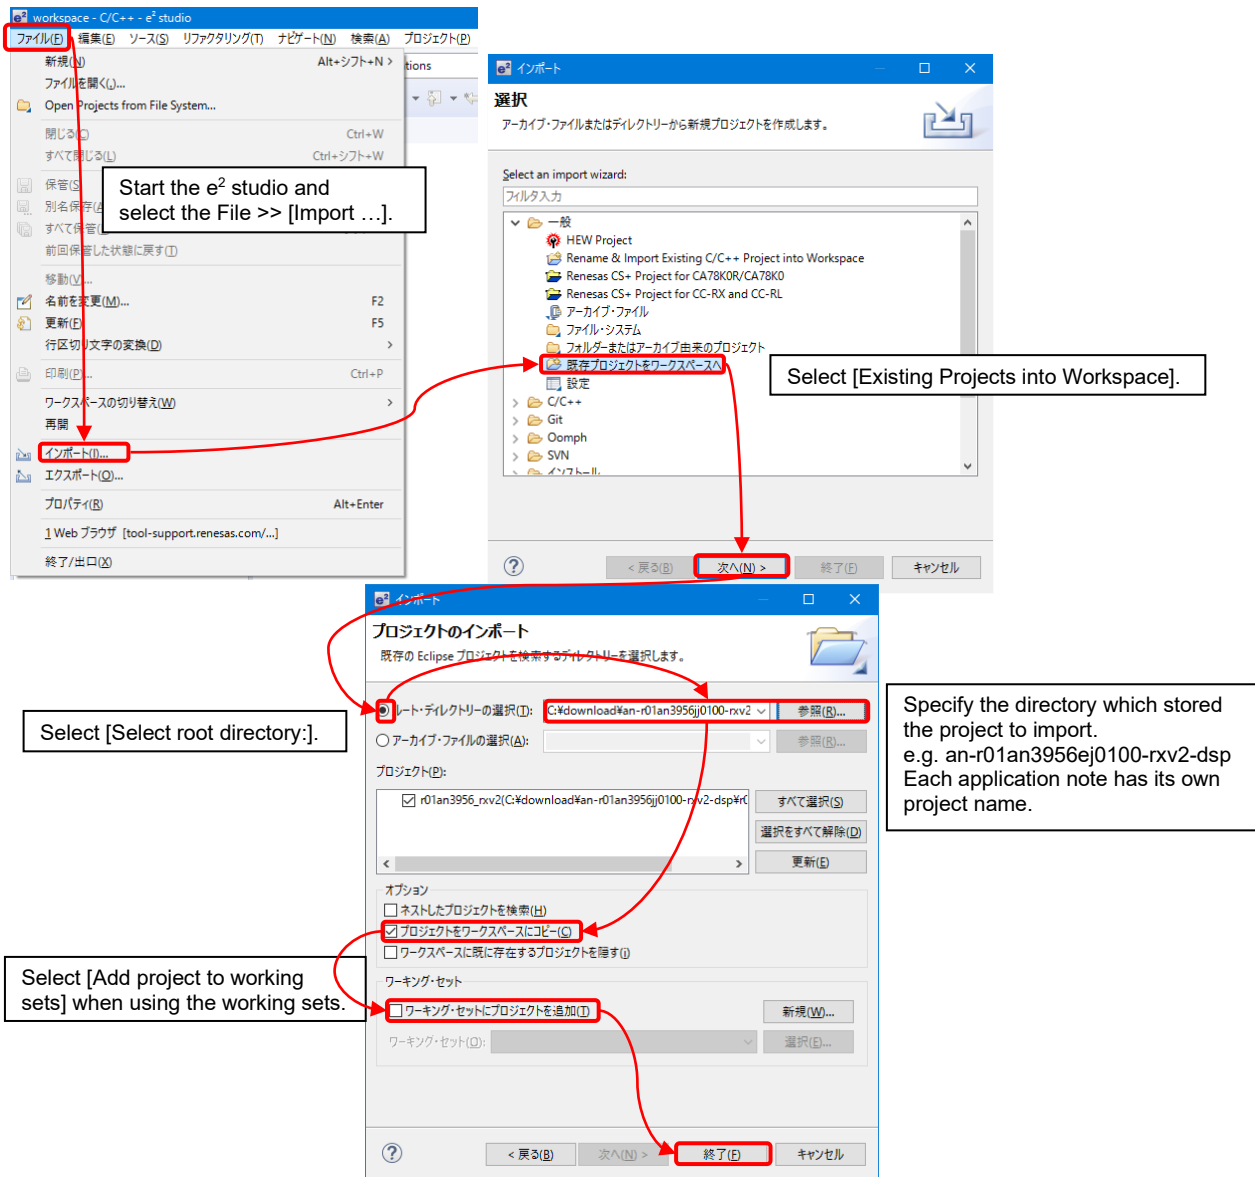 workspace - C/C++ - e² studio
ファイル(F) 編集(E) ソース(S) リファクタリング(T) ナビゲート(N) 検索(A) プロジェクト(P)
新規(N) Alt+シフト+N >
ファイルを開く(.)...
Open Projects from File System...
閉じる(C) Ctrl+W
すべて閉じる(L) Ctrl+シフト+W
保管(S)
別名保存(A)
すべて保管(
前回保管した状態に戻す(T)
移動(V)...
名前を変更(M)... F2
更新(F) F5
行区切り文字の変換(D) >
印刷(P)... Ctrl+P
ワークスペースの切り替え(W) >
再開
インポート(I)...
エクスポート(O)...
プロパティ(R) Alt+Enter
1 Web ブラウザ [tool-support.renesas.com/...]
終了/出口(X)
tions
Start the e² studio and
select the File >> [Import …].
インポート
選択
アーカイブ・ファイルまたはディレクトリーから新規プロジェクトを作成します。
Select an import wizard:
フィルタ入力
一般
HEW Project
Rename & Import Existing C/C++ Project into Workspace
Renesas CS+ Project for CA78K0R/CA78K0
Renesas CS+ Project for CC-RX and CC-RL
アーカイブ・ファイル
ファイル・システム
フォルダーまたはアーカイブ由来のプロジェクト
既存プロジェクトをワークスペースへ
設定
C/C++
Git
Oomph
SVN
インストール
< 戻る(B) 次へ(N) > 終了(F) キャンセル
Select [Existing Projects into Workspace].
インポート
プロジェクトのインポート
既存の Eclipse プロジェクトを検索するディレクトリーを選択します。
ルート・ディレクトリーの選択(T): C:¥download¥an-r01an3956jj0100-rxv2 参照(R)...
アーカイブ・ファイルの選択(A): 参照(R)...
プロジェクト(P):
r01an3956_rxv2(C:¥download¥an-r01an3956jj0100-rxv2-dsp¥r0
すべて選択(S)
選択をすべて解除(D)
更新(E)
オプション
ネストしたプロジェクトを検索(H)
プロジェクトをワークスペースにコピー(C)
ワークスペースに既に存在するプロジェクトを隠す(i)
ワーキング・セット
ワーキング・セットにプロジェクトを追加(T) 新規(W)...
ワーキング・セット(O): 選択(E)...
< 戻る(B) 次へ(N) > 終了(F) キャンセル
Select [Select root directory:].
Specify the directory which stored
the project to import.
e.g. an-r01an3956ej0100-rxv2-dsp
Each application note has its own
project name.
Select [Add project to working
sets] when using the working sets.